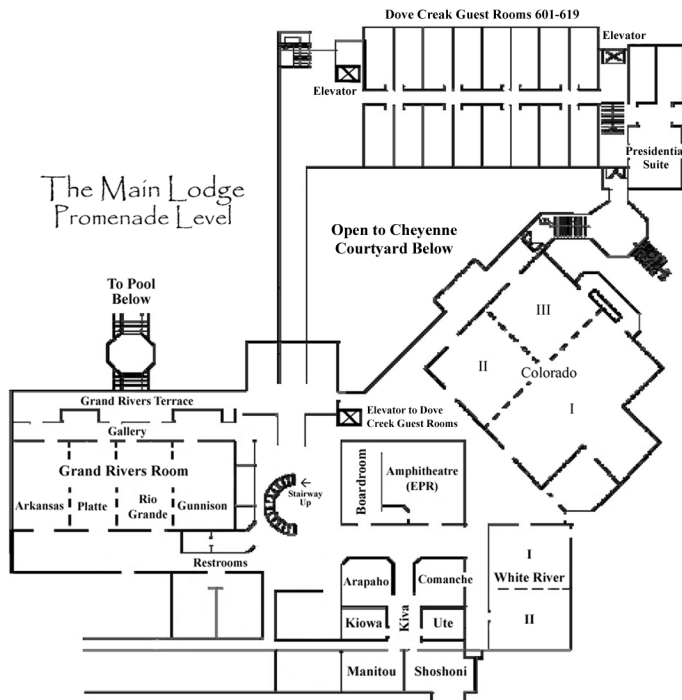 Dove Creak Guest Rooms 601-619
Elevator
Elevator
Presidential
Suite
The Main Lodge
Promenade Level
Open to Cheyenne
Courtyard Below
To Pool
Below
III
II
Colorado
I
Grand Rivers Terrace
Elevator to Dove
Creek Guest Rooms
Gallery
Grand Rivers Room
Arkansas
Platte
Rio
Grande
Gunnison
Stairway
Up
Boardroom
Amphitheatre
(EPR)
Restrooms
Arapaho
Comanche
I
White River
II
Kiowa
Kiva
Ute
Manitou
Shoshoni